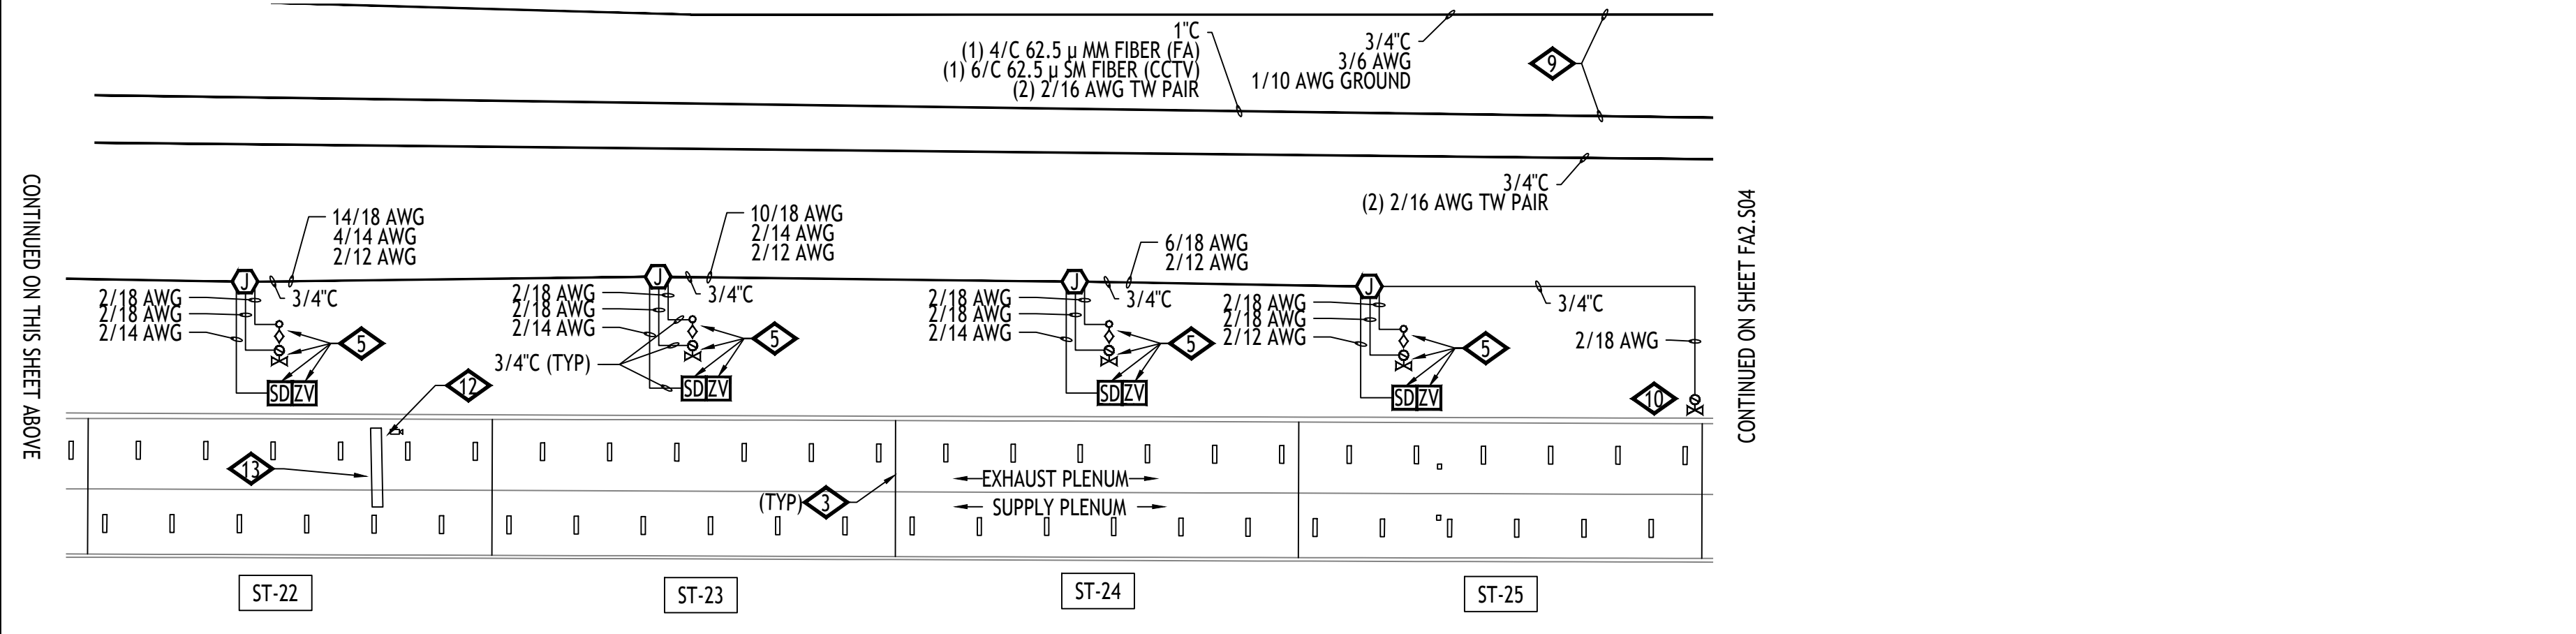 1"C
(1) 4/C 62.5 µ MM FIBER (FA)
(1) 6/C 62.5 µ SM FIBER (CCTV)
(2) 2/16 AWG TW PAIR
3/4"C
3/6 AWG
1/10 AWG GROUND
9
3/4"C
(2) 2/16 AWG TW PAIR
CONTINUED ON THIS SHEET ABOVE
CONTINUED ON SHEET FA2.S04
14/18 AWG
4/14 AWG
2/12 AWG
J
3/4"C
2/18 AWG
2/18 AWG
2/14 AWG
5
SD ZV
12
10/18 AWG
2/14 AWG
2/12 AWG
J
3/4"C
2/18 AWG
2/18 AWG
2/14 AWG
3/4"C (TYP)
5
SD ZV
6/18 AWG
2/12 AWG
J
3/4"C
2/18 AWG
2/18 AWG
2/14 AWG
5
SD ZV
J
3/4"C
2/18 AWG
2/18 AWG
2/12 AWG
5
SD ZV
2/18 AWG
10
13
(TYP) 3
EXHAUST PLENUM
SUPPLY PLENUM
ST-22
ST-23
ST-24
ST-25